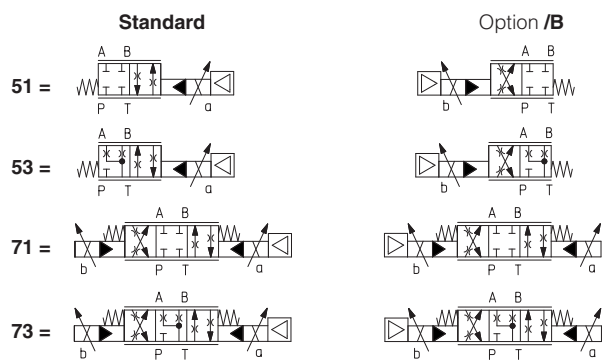 Standard Option /B
A B A B
51 =
P T a b P T
A B A B
53 =
P T a b P T
A B A B
71 =
b P T a b P T a
A B A B
73 =
b P T a b P T a